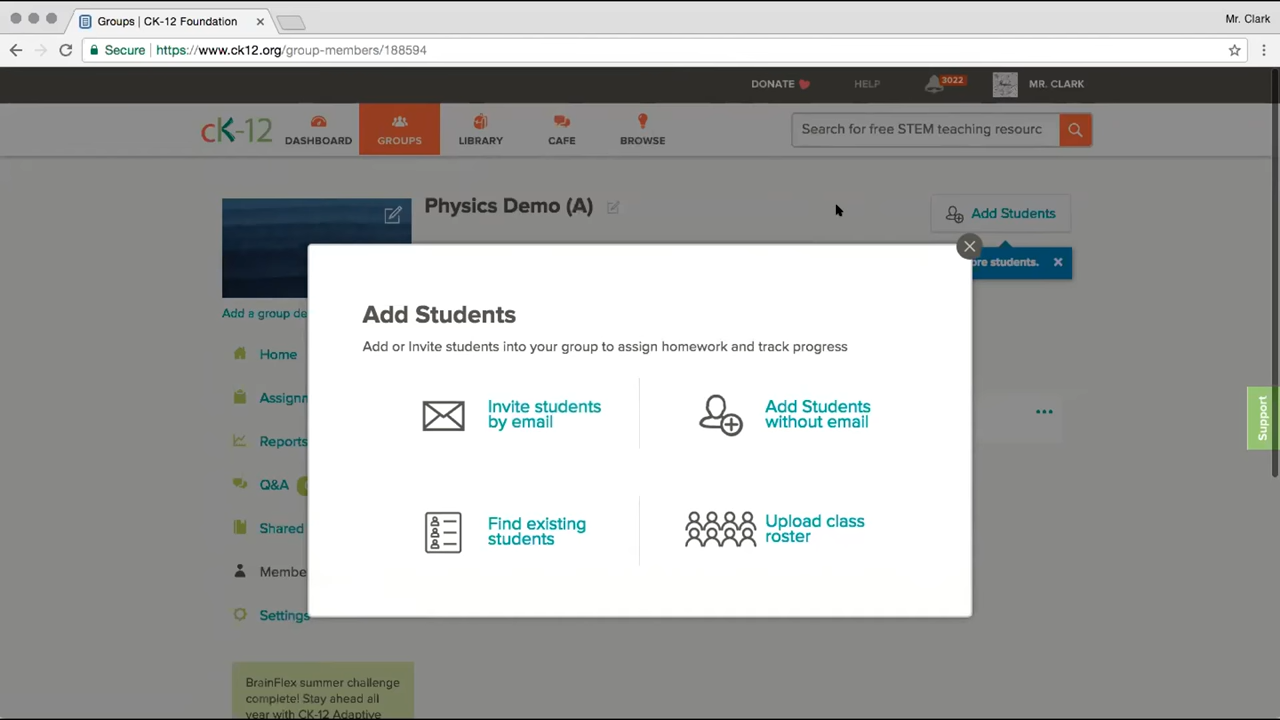 Groups | CK-12 Foundation
Mr. Clark
Secure
https://www.ck12.org/group-members/188594
DONATE
HELP
3022
MR. CLARK
cK-12
DASHBOARD
GROUPS
LIBRARY
CAFE
BROWSE
Search for free STEM teaching resourc
Physics Demo (A)
Add Students
students.
Add a group
Home
Reports
Q&A
Shared
Settings
Add Students
Add or Invite students into your group to assign homework and track progress
Invite students
by email
Add Students
without email
Find existing
students
Upload class
roster
Support
BrainFlex summer challenge
complete! Stay ahead all
year with CK-12 Adaptive